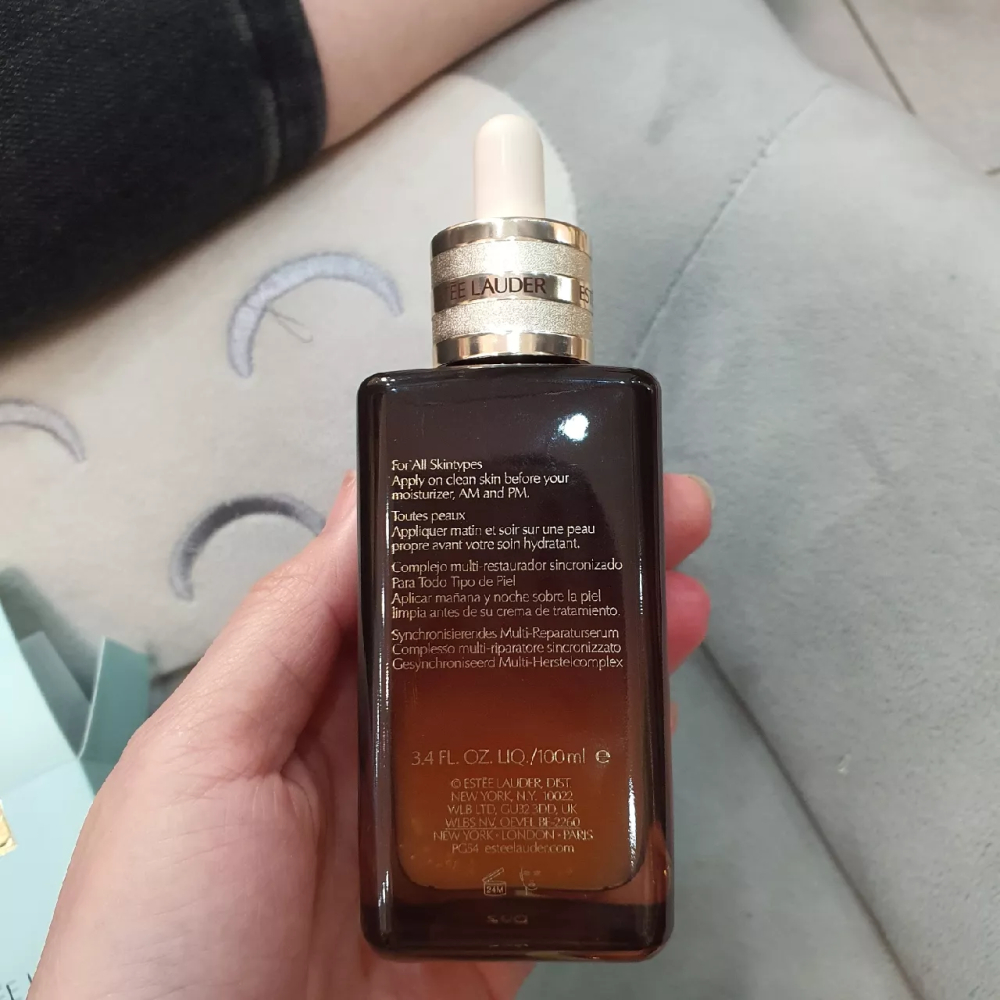 EE LAUDER EST
For All Skintypes
Apply on clean skin before your
moisturizer, AM and PM.
Toutes peaux
Appliquer matin et soir sur une peau
propre avant votre soin hydratant.
Complejo multi-restaurador sincronizado
Para Todo Tipo de Piel
Aplicar mañana y noche sobre la piel
limpia antes de su crema de tratamiento.
Synchronisierendes Multi-Reparaturserum
Complesso multi-riparatore sincronizzato
Gesynchroniseerd Multi-Herstelcomplex
3.4 FL. OZ. LIQ./100ml e
© ESTĒE LAUDER, DIST.
NEW YORK, N.Y. 10022
WLB LTD, GU32 3DD, UK
WLBS NV, OEVEL BE-2260
NEW YORK · LONDON · PARIS
PG54 esteelauder.com
24M